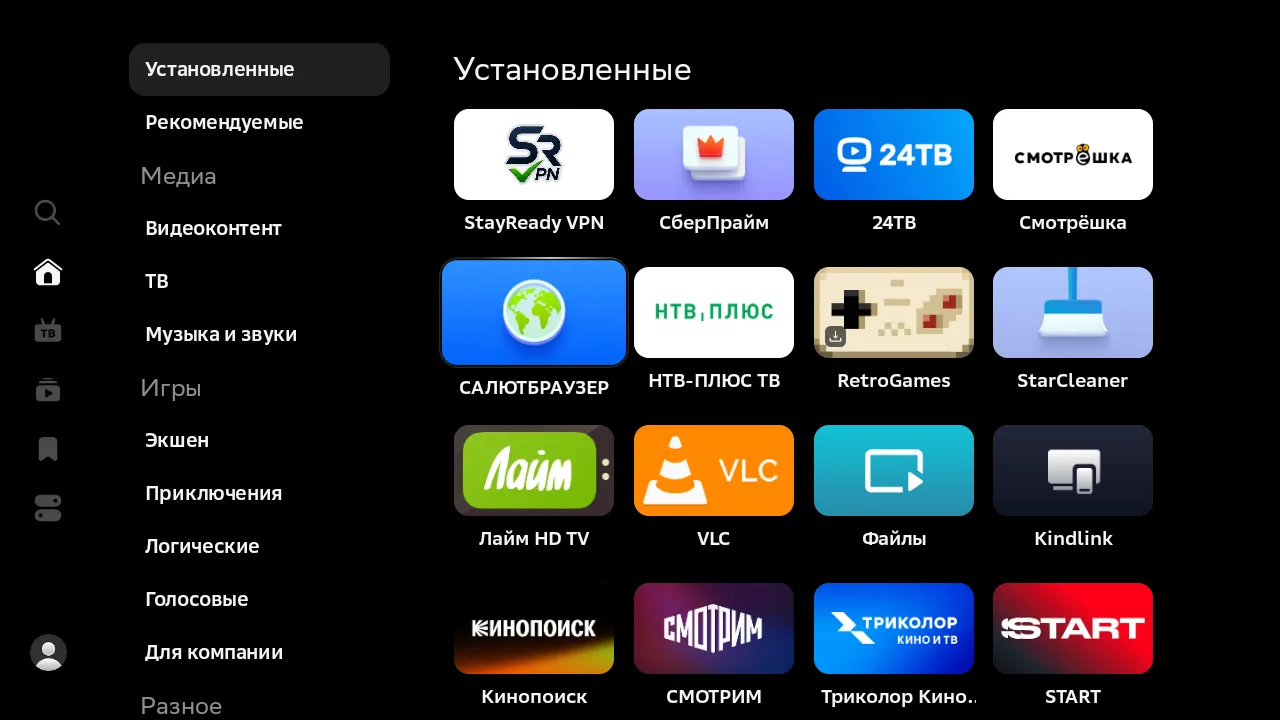 Установленные
Рекомендуемые
Медиа
Видеоконтент
ТВ
Музыка и звуки
Игры
Экшен
Приключения
Логические
Голосовые
Для компании
Разное
ТВ
Установленные
SR
VPN
24ТВ
СМОТРЁШКА
StayReady VPN
СберПрайм
24ТВ
Смотрёшка
НТВ ПЛЮС
САЛЮТБРАУЗЕР
НТВ-ПЛЮС ТВ
RetroGames
StarCleaner
Лайм
VLC
Лайм HD TV
VLC
Файлы
Kindlink
КИНОПОИСК
СМОТРИМ
ТРИКОЛОР
КИНО И ТВ
START
Кинопоиск
СМОТРИМ
Триколор Кино..
START